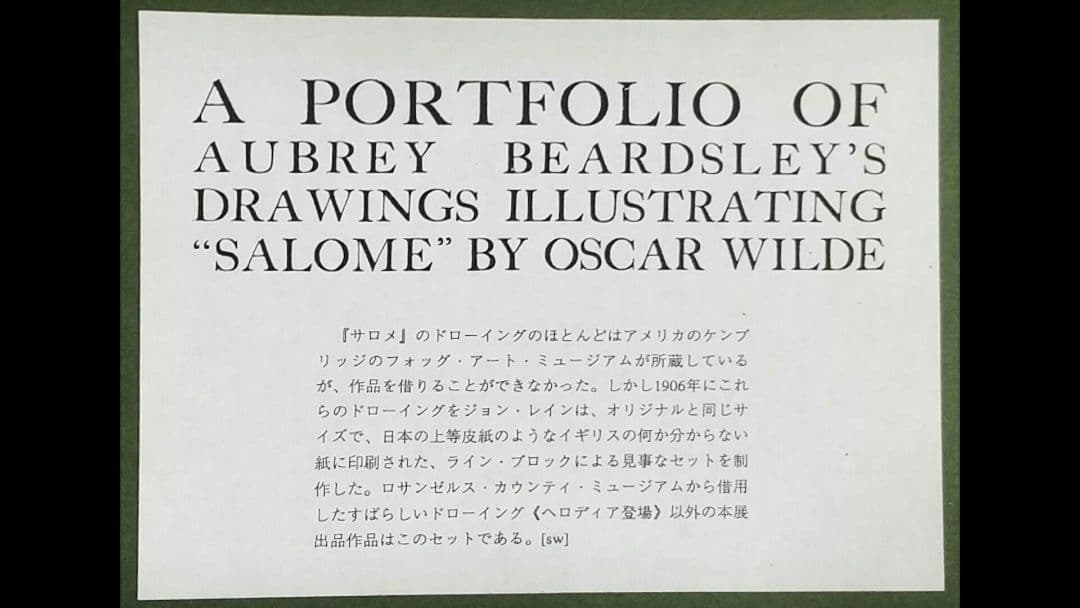 A PORTFOLIO OF
AUBREY BEARDSLEY'S
DRAWINGS ILLUSTRATING
“SALOME” BY OSCAR WILDE
『サロメ』のドローイングのほとんどはアメリカのケンブ
リッジのフォッグ・アート・ミュージアムが所蔵している
が、作品を借りることができなかった。しかし1906年にこれ
らのドローイングをジョン・レインは、オリジナルと同じサ
イズで、日本の上等皮紙のようなイギリスの何か分からない
紙に印刷された、ライン・ブロックによる見事なセットを制
作した。ロサンゼルス・カウンティ・ミュージアムから借用
したすばらしいドローイング《ヘロディア登場》以外の本展
出品作品はこのセットである。[sw]